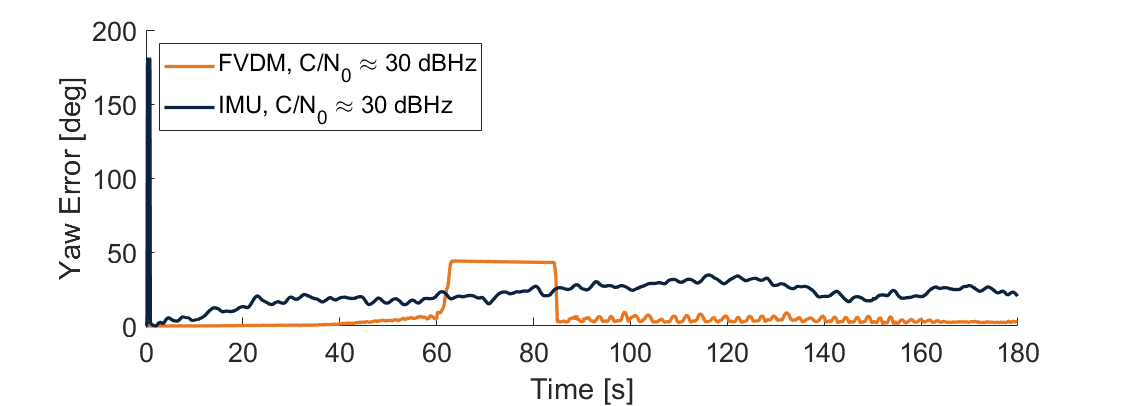 200
150
100
50
0
Yaw Error [deg]
FVDM, C/N₀ ≈ 30 dBHz
IMU, C/N₀ ≈ 30 dBHz
0 20 40 60 80 100 120 140 160 180
Time [s]